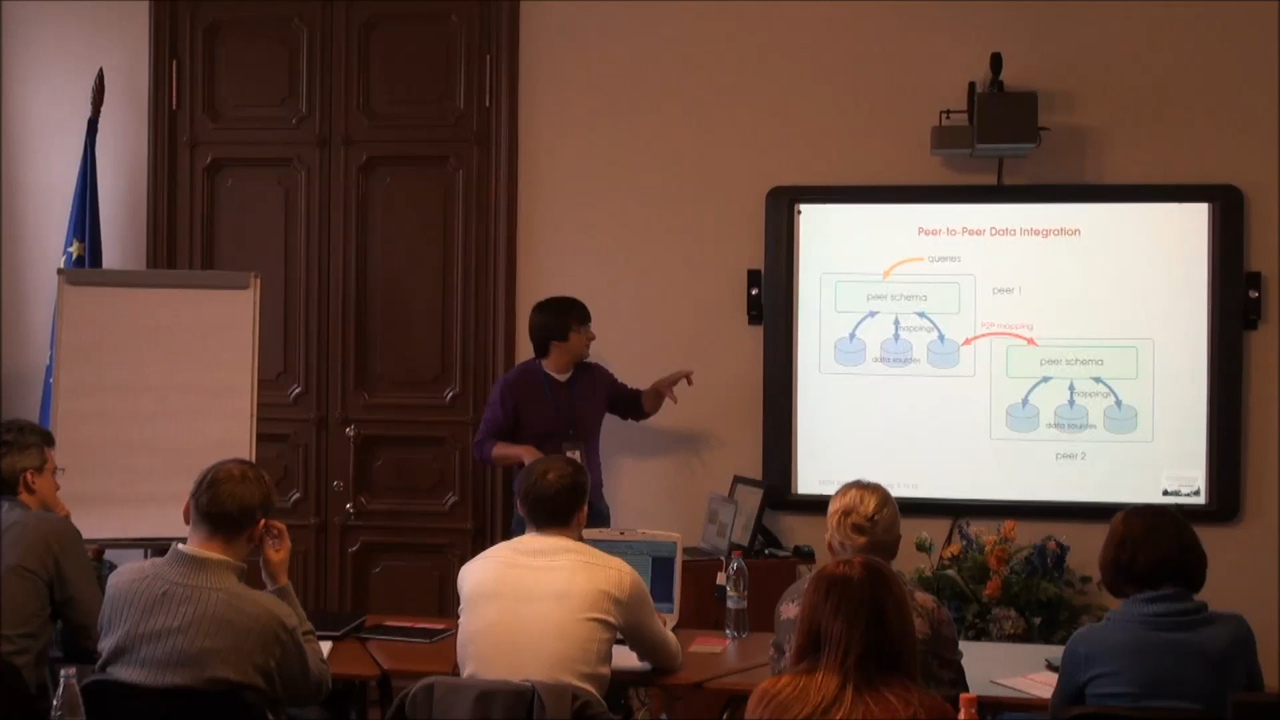 Peer-to-Peer Data Integration
queries
peer schema
peer 1
mappings
P2P mapping
data sources
peer schema
mappings
data sources
peer 2